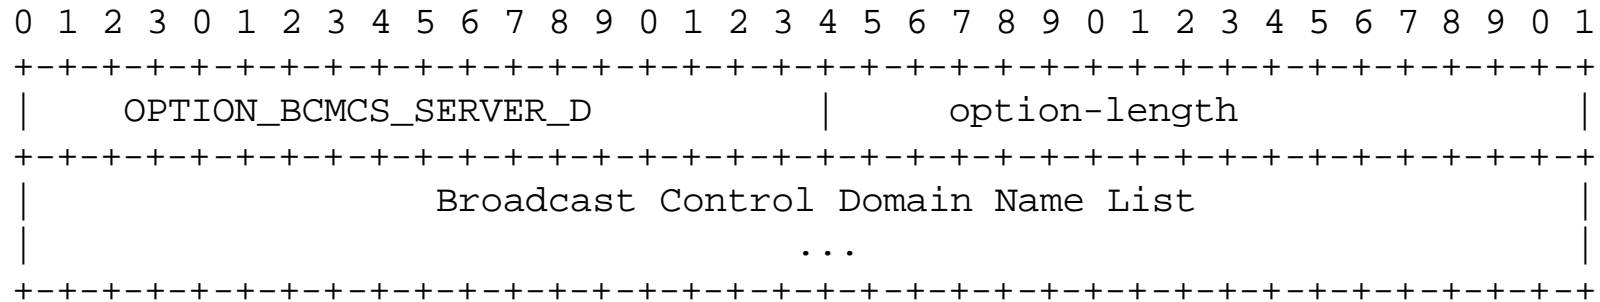 0 1 2 3 0 1 2 3 4 5 6 7 8 9 0 1 2 3 4 5 6 7 8 9 0 1 2 3 4 5 6 7 8 9 0 1
+-+-+-+-+-+-+-+-+-+-+-+-+-+-+-+-+-+-+-+-+-+-+-+-+-+-+-+-+-+-+-+-+-+-+-+
|    OPTION_BCMCS_SERVER_D          |     option-length               |
+-+-+-+-+-+-+-+-+-+-+-+-+-+-+-+-+-+-+-+-+-+-+-+-+-+-+-+-+-+-+-+-+-+-+-+
|                  Broadcast Control Domain Name List                 |
|                                  ...                                |
+-+-+-+-+-+-+-+-+-+-+-+-+-+-+-+-+-+-+-+-+-+-+-+-+-+-+-+-+-+-+-+-+-+-+-+